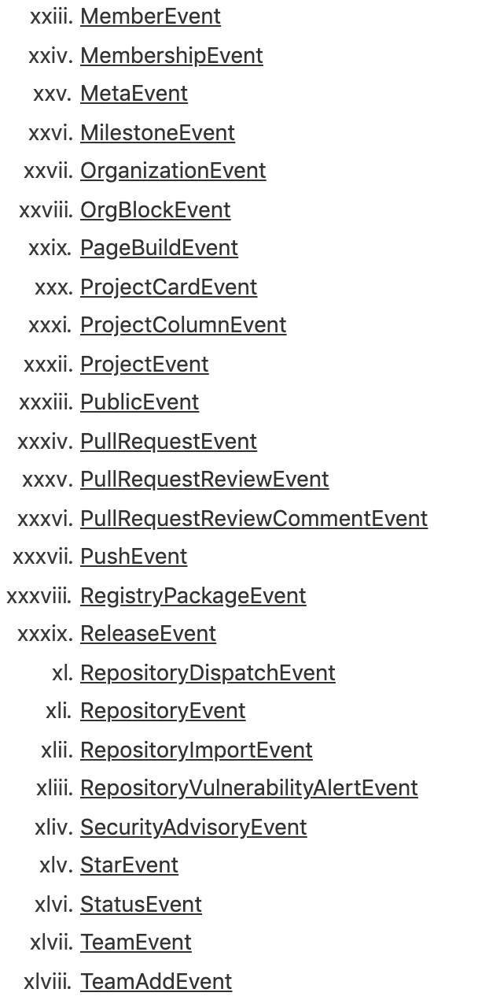 xxiii. MemberEvent
xxiv. MembershipEvent
xxv. MetaEvent
xxvi. MilestoneEvent
xxvii. OrganizationEvent
xxviii. OrgBlockEvent
xxix. PageBuildEvent
xxx. ProjectCardEvent
xxxi. ProjectColumnEvent
xxxii. ProjectEvent
xxxiii. PublicEvent
xxxiv. PullRequestEvent
xxxv. PullRequestReviewEvent
xxxvi. PullRequestReviewCommentEvent
xxxvii. PushEvent
xxxviii. RegistryPackageEvent
xxxix. ReleaseEvent
xl. RepositoryDispatchEvent
xli. RepositoryEvent
xlii. RepositoryImportEvent
xliii. RepositoryVulnerabilityAlertEvent
xliv. SecurityAdvisoryEvent
xlv. StarEvent
xlvi. StatusEvent
xlvii. TeamEvent
xlviii. TeamAddEvent